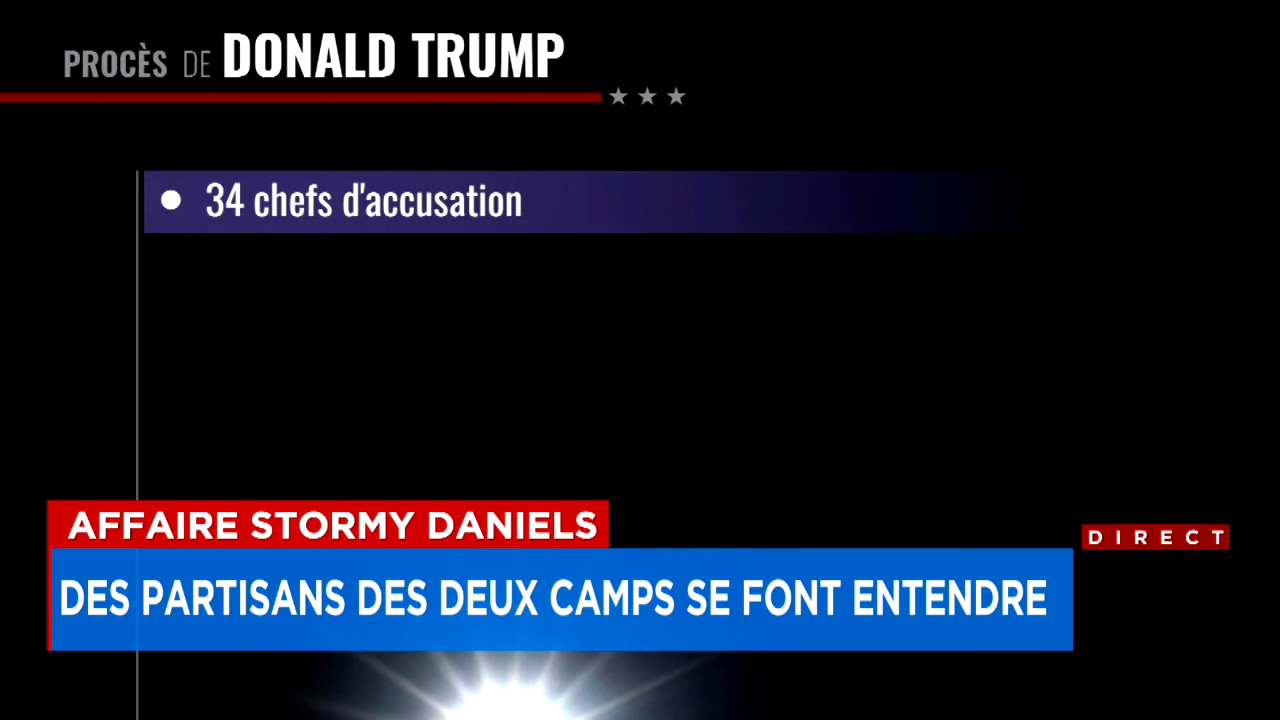 PROCÈS DE DONALD TRUMP
34 chefs d'accusation
AFFAIRE STORMY DANIELS
DIRECT
DES PARTISANS DES DEUX CAMPS SE FONT ENTENDRE